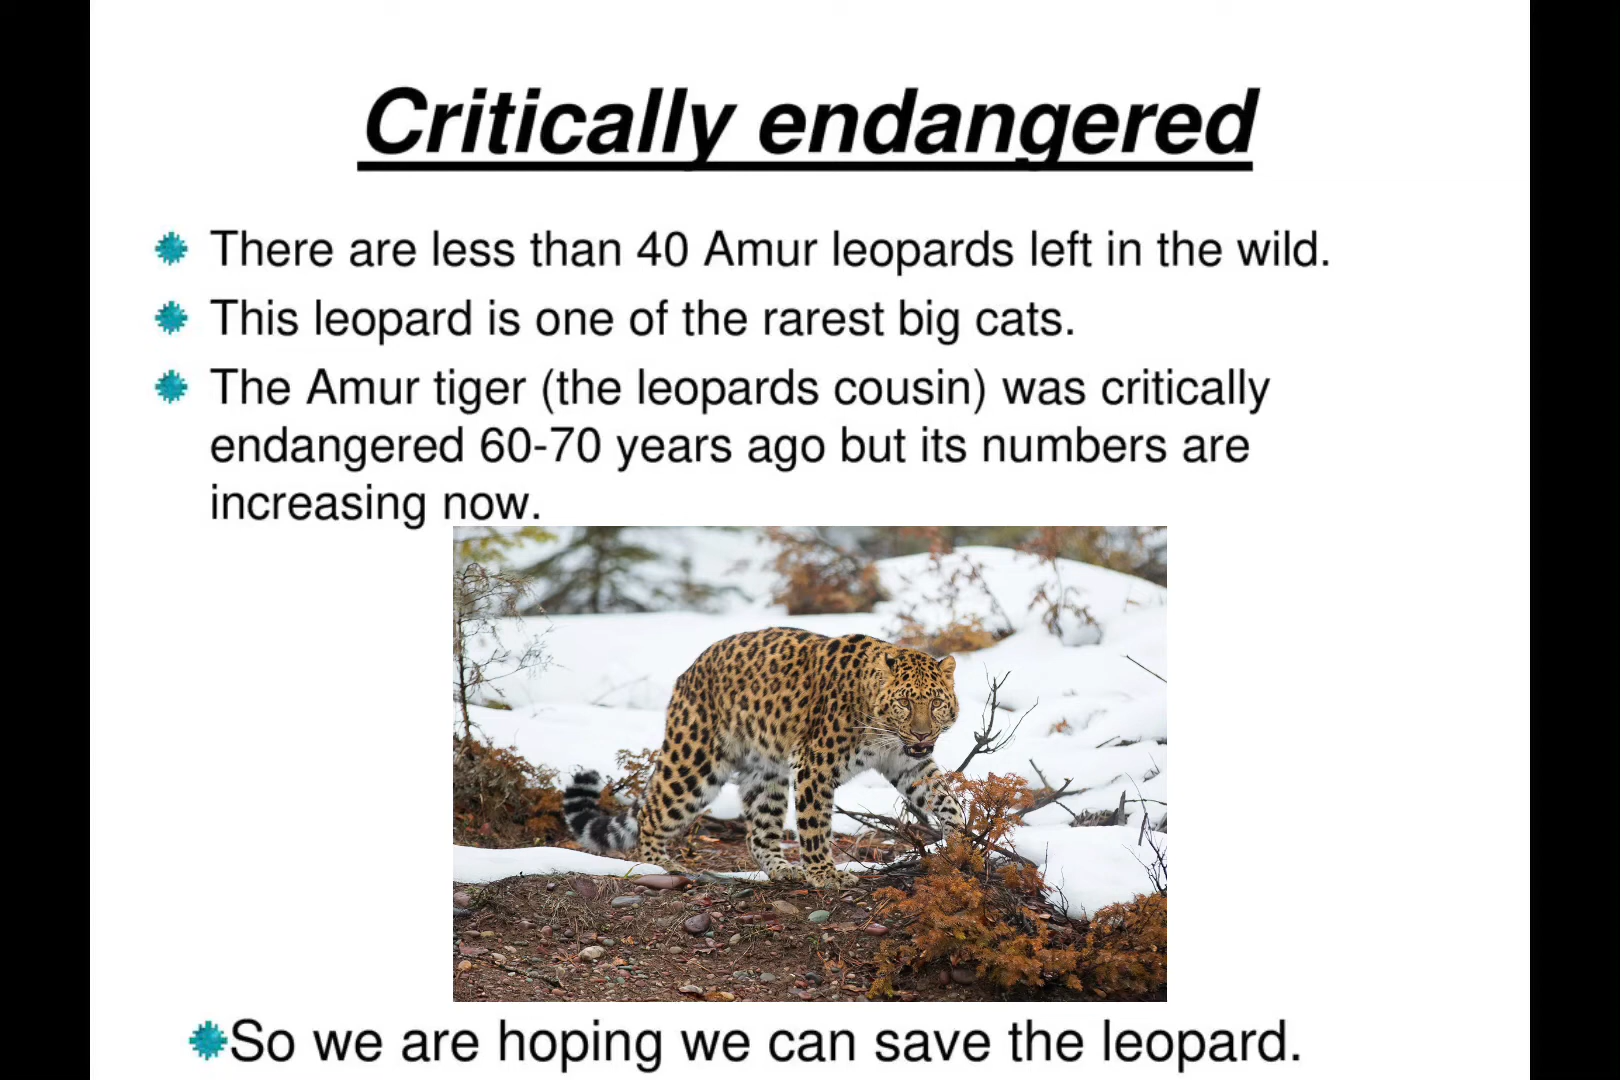 Critically endangered
There are less than 40 Amur leopards left in the wild.
This leopard is one of the rarest big cats.
The Amur tiger (the leopards cousin) was critically
endangered 60-70 years ago but its numbers are
increasing now.
So we are hoping we can save the leopard.